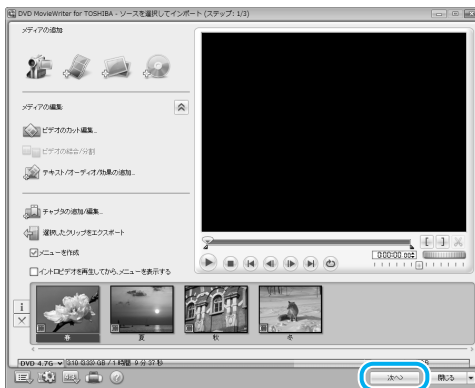 DVD MovieWriter for TOSHIBA - ソースを選択してインポート (ステップ: 1/3)
メディアの追加
メディアの編集
ビデオのカット編集...
ビデオの結合/分割
テキスト/オーディオ/効果の追加...
チャプタの追加/編集...
選択したクリップをエクスポート
メニューを作成
イントロビデオを再生してから、メニューを表示する
0:00:00
春
夏
秋
冬
DVD 4.7G
次へ>
閉じる